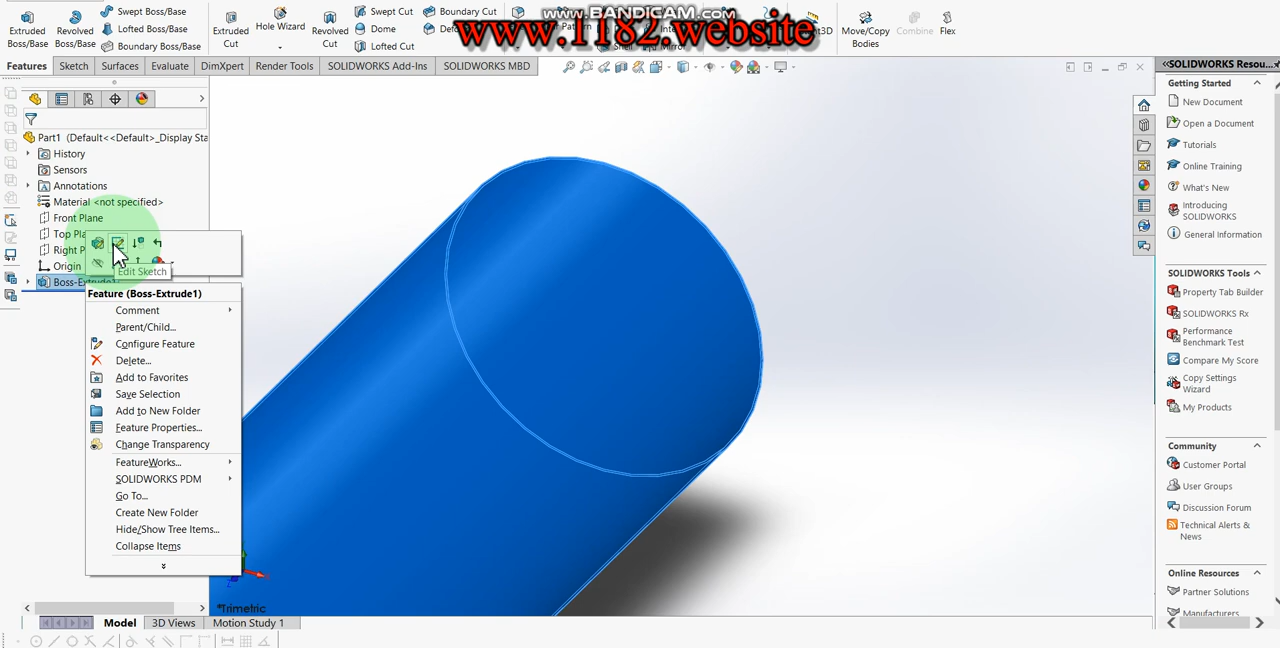 www.BANDICAM.com
www.1182.website
Extruded Boss/Base
Revolved Boss/Base
Swept Boss/Base
Lofted Boss/Base
Boundary Boss/Base
Extruded Cut
Hole Wizard
Revolved Cut
Swept Cut
Dome
Lofted Cut
Boundary Cut
Move/Copy Bodies
Combine
Flex
Features
Sketch
Surfaces
Evaluate
DimXpert
Render Tools
SOLIDWORKS Add-Ins
SOLIDWORKS MBD
Part1 (Default<<Default>_Display Sta
History
Sensors
Annotations
Material <not specified>
Front Plane
Top Pla
Right P
Origin
Boss-Extrude1
Edit Sketch
Feature (Boss-Extrude1)
Comment
Parent/Child...
Configure Feature
Delete...
Add to Favorites
Save Selection
Add to New Folder
Feature Properties...
Change Transparency
FeatureWorks...
SOLIDWORKS PDM
Go To...
Create New Folder
Hide/Show Tree Items...
Collapse Items
*Trimetric
Model
3D Views
Motion Study 1
SOLIDWORKS Resou...
Getting Started
New Document
Open a Document
Tutorials
Online Training
What's New
Introducing
SOLIDWORKS
General Information
SOLIDWORKS Tools
Property Tab Builder
SOLIDWORKS Rx
Performance
Benchmark Test
Compare My Score
Copy Settings
Wizard
My Products
Community
Customer Portal
User Groups
Discussion Forum
Technical Alerts &
News
Online Resources
Partner Solutions
Manufacturers